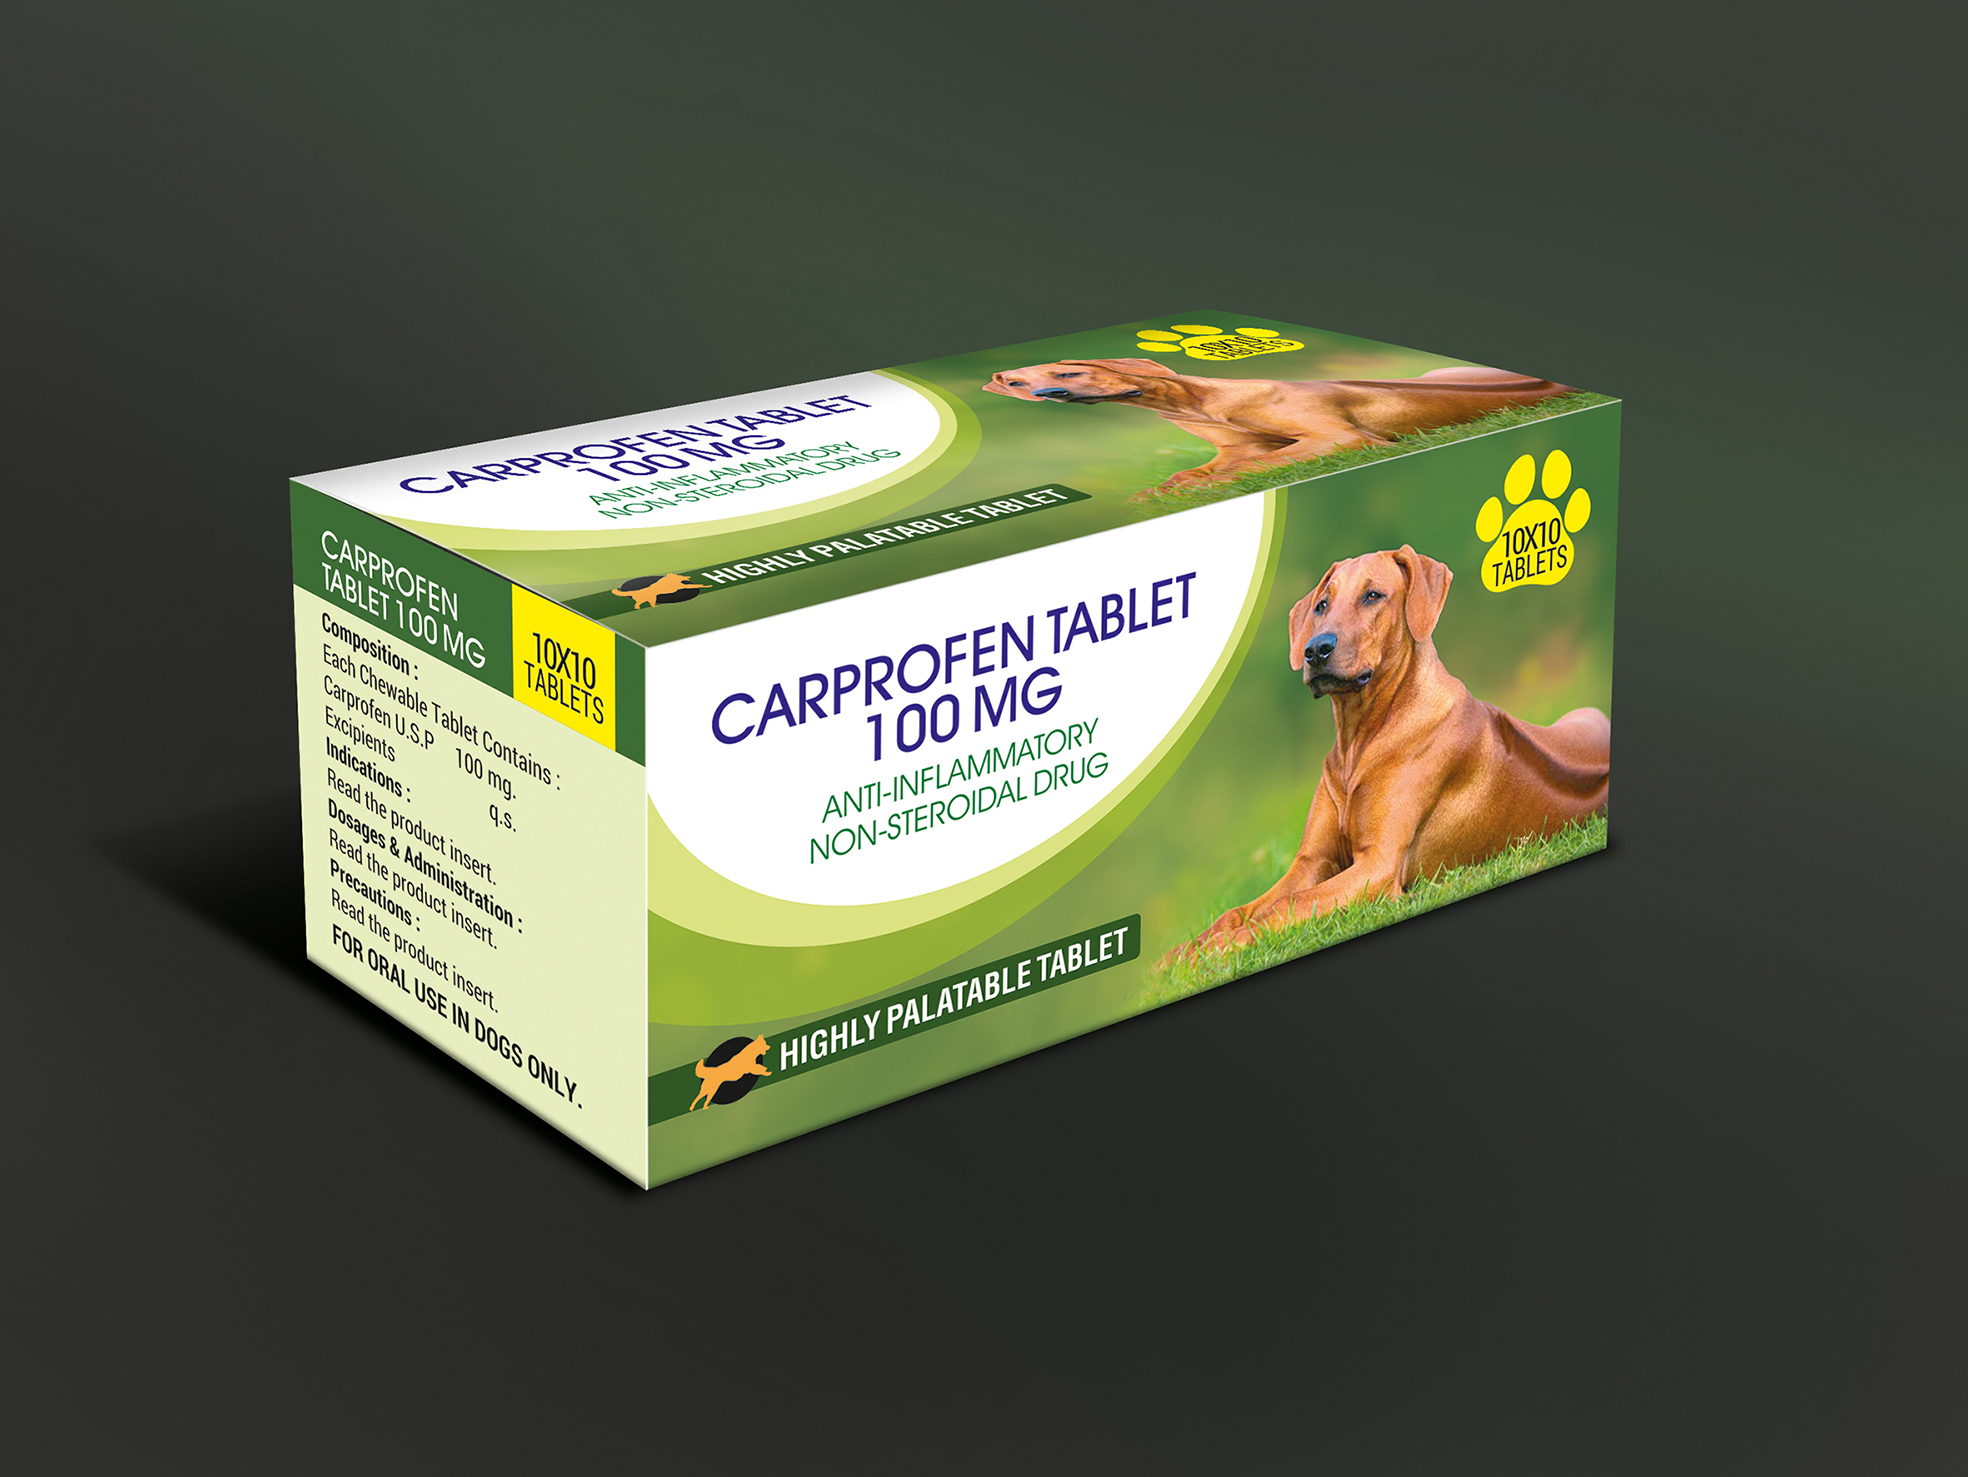 CARPROFEN TABLET
100 MG
ANTI-INFLAMMATORY
NON-STEROIDAL DRUG
HIGHLY PALATABLE TABLET
10X10
TABLETS
CARPROFEN
TABLET 100 MG
10X10
TABLETS
Composition :
Each Chewable Tablet Contains :
Carprofen U.S.P 100 mg.
Excipients q.s.
Indications :
Read the product insert.
Dosages & Administration :
Read the product insert.
Precautions :
Read the product insert.
FOR ORAL USE IN DOGS ONLY.
CARPROFEN TABLET
100 MG
ANTI-INFLAMMATORY
NON-STEROIDAL DRUG
HIGHLY PALATABLE TABLET
10X10
TABLETS